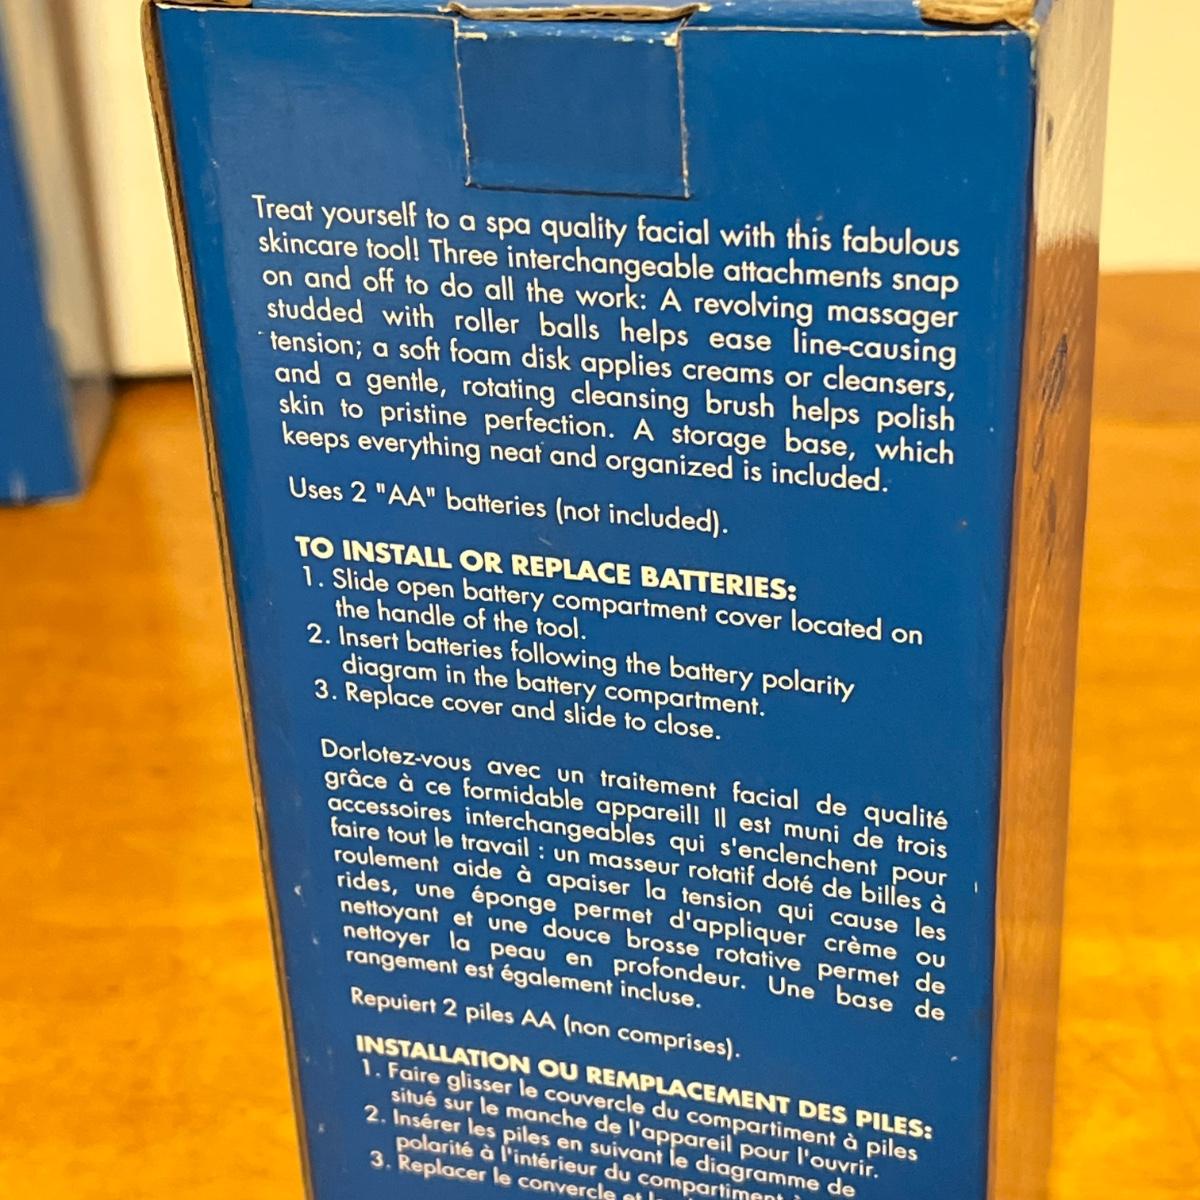 Treat yourself to a spa quality facial with this fabulous
skincare tool! Three interchangeable attachments snap
on and off to do all the work: A revolving massager
studded with roller balls helps ease line-causing
tension; a soft foam disk applies creams or cleansers,
and a gentle, rotating cleansing brush helps polish
skin to pristine perfection. A storage base, which
keeps everything neat and organized is included.
Uses 2 "AA" batteries (not included).
TO INSTALL OR REPLACE BATTERIES:
1. Slide open battery compartment cover located on
the handle of the tool.
2. Insert batteries following the battery polarity
diagram in the battery compartment.
3. Replace cover and slide to close.
Dorlotez-vous avec un traitement facial de qualité
grâce à ce formidable appareil! Il est muni de trois
accessoires interchangeables qui s'enclenchent pour
faire tout le travail : un masseur rotatif doté de billes à
roulement aide à apaiser la tension qui cause les
rides, une éponge permet d'appliquer crème ou
nettoyant et une douce brosse rotative permet de
nettoyer la peau en profondeur. Une base de
rangement est également incluse.
Repuiert 2 piles AA (non comprises).
INSTALLATION OU REMPLACEMENT DES PILES:
1. Faire glisser le couvercle du compartiment à piles
situé sur le manche de l'appareil pour l'ouvrir.
2. Insérer les piles en suivant le diagramme de
polarité à l'intérieur du compartiment
3. Replacer le convercle et